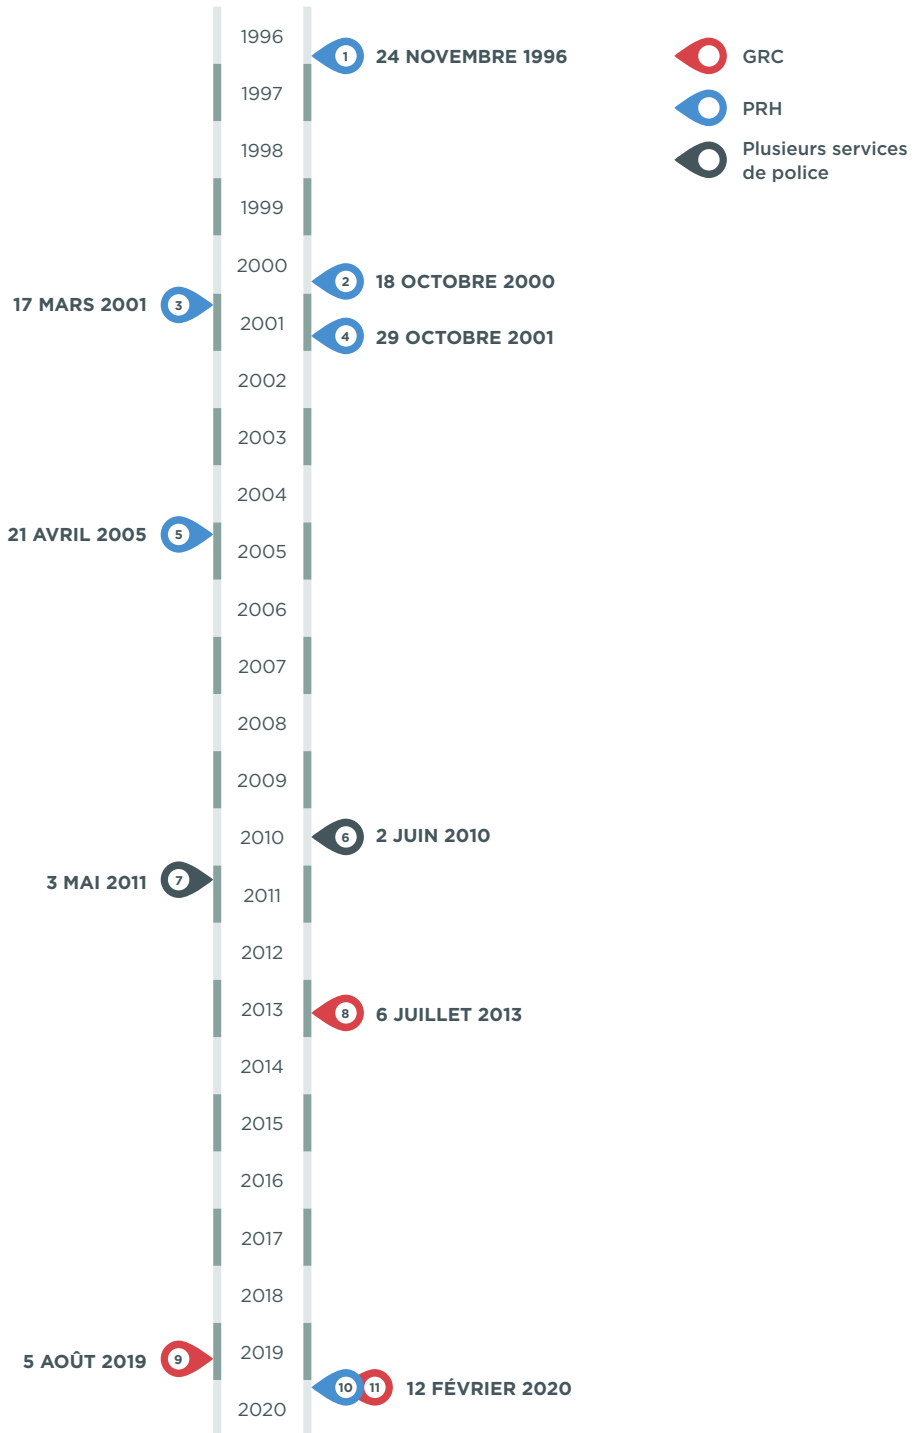 1996
1 24 NOVEMBRE 1996
GRC
1997
PRH
1998
Plusieurs services
de police
1999
2000
2 18 OCTOBRE 2000
17 MARS 2001 3
2001
4 29 OCTOBRE 2001
2002
2003
2004
21 AVRIL 2005 5
2005
2006
2007
2008
2009
2010
6 2 JUIN 2010
3 MAI 2011 7
2011
2012
2013
8 6 JUILLET 2013
2014
2015
2016
2017
2018
2019
5 AOÛT 2019 9
10 11 12 FÉVRIER 2020
2020